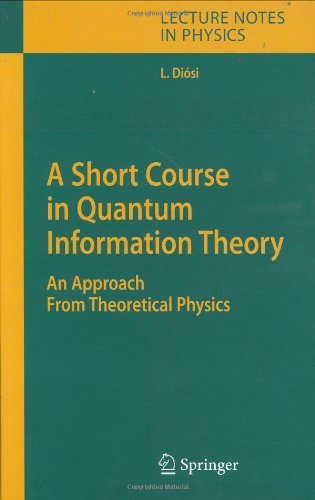 LECTURE NOTES
IN PHYSICS
L. Diósi
A Short Course
in Quantum
Information Theory
An Approach
From Theoretical Physics
Springer